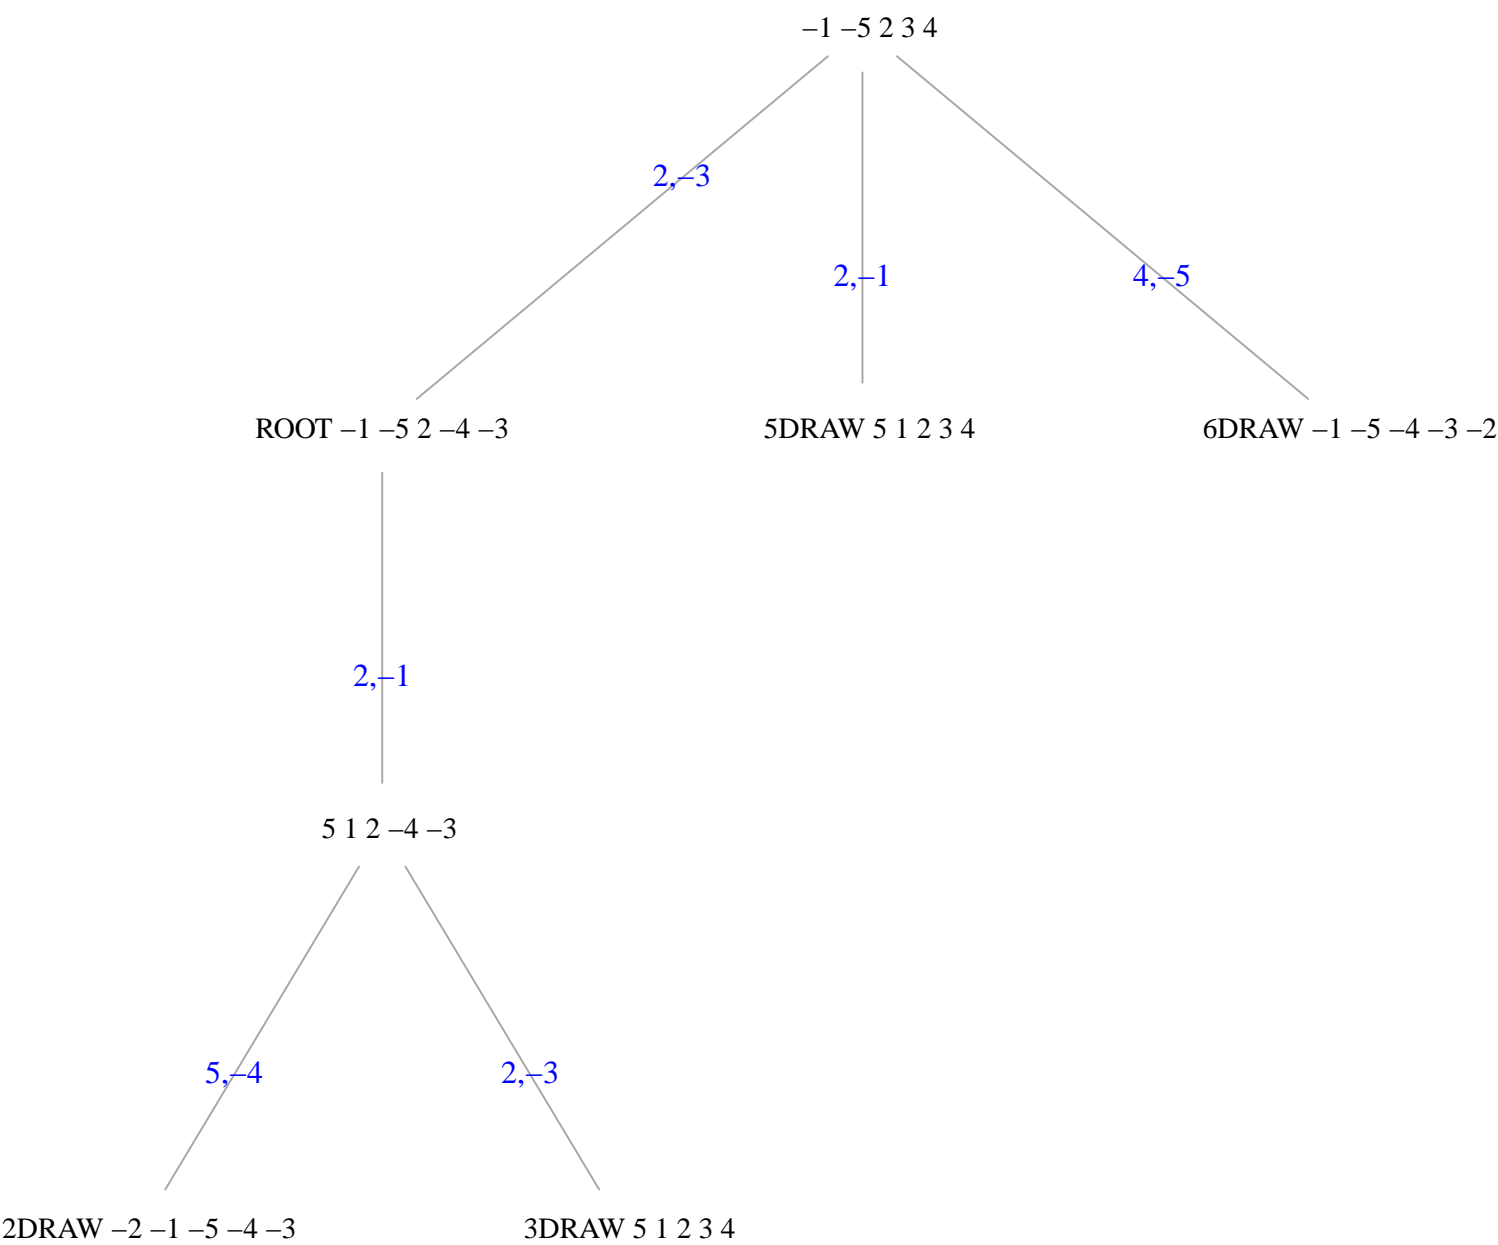 –1 –5 2 3 4
2,–3
2,–1
4,–5
ROOT –1 –5 2 –4 –3
5DRAW 5 1 2 3 4
6DRAW –1 –5 –4 –3 –2
2,–1
5 1 2 –4 –3
5,–4
2,–3
2DRAW –2 –1 –5 –4 –3
3DRAW 5 1 2 3 4